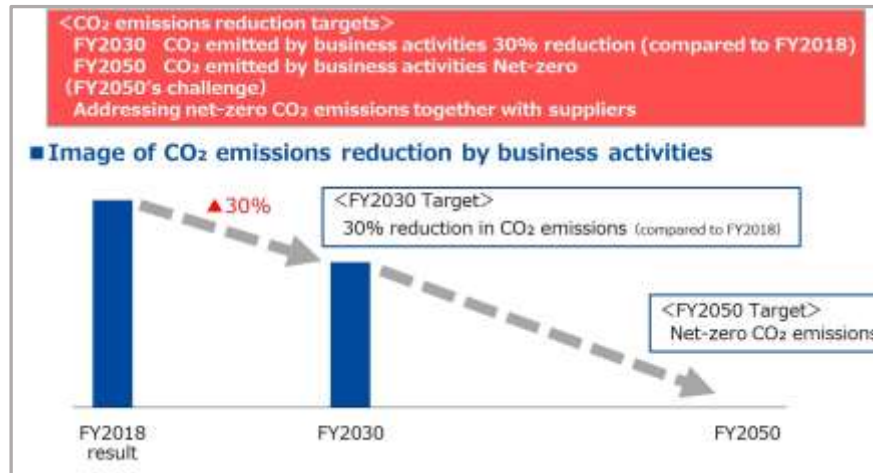 <CO₂ emissions reduction targets>
FY2030 CO₂ emitted by business activities 30% reduction (compared to FY2018)
FY2050 CO₂ emitted by business activities Net-zero
(FY2050's challenge)
Addressing net-zero CO₂ emissions together with suppliers
■Image of CO₂ emissions reduction by business activities
▲30%
<FY2030 Target>
30% reduction in CO₂ emissions (compared to FY2018)
<FY2050 Target>
Net-zero CO₂ emissions
FY2018 FY2030 FY2050
result